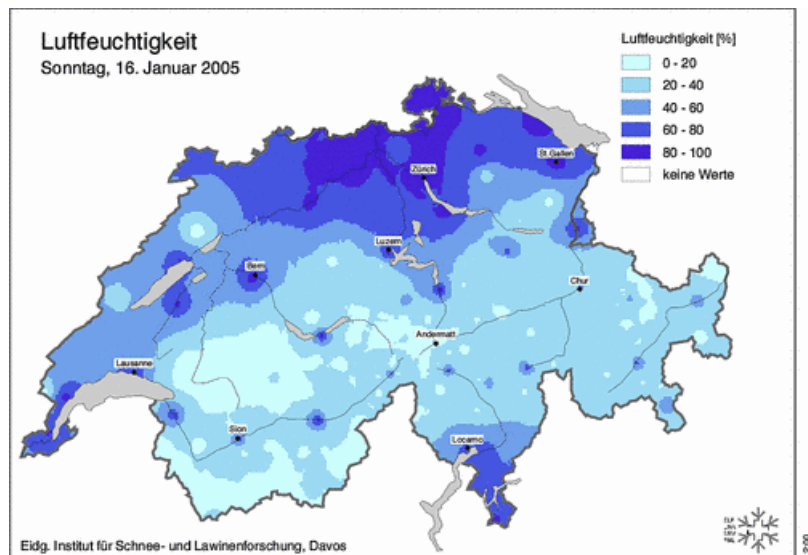 Luftfeuchtigkeit
Sonntag, 16. Januar 2005
Luftfeuchtigkeit [%]
0 - 20
20 - 40
40 - 60
60 - 80
80 - 100
keine Werte
St.Gallen
Zürich
Luzern
Bern
Chur
Andermatt
Lausanne
Sion
Locarno
Eidg. Institut für Schnee- und Lawinenforschung, Davos